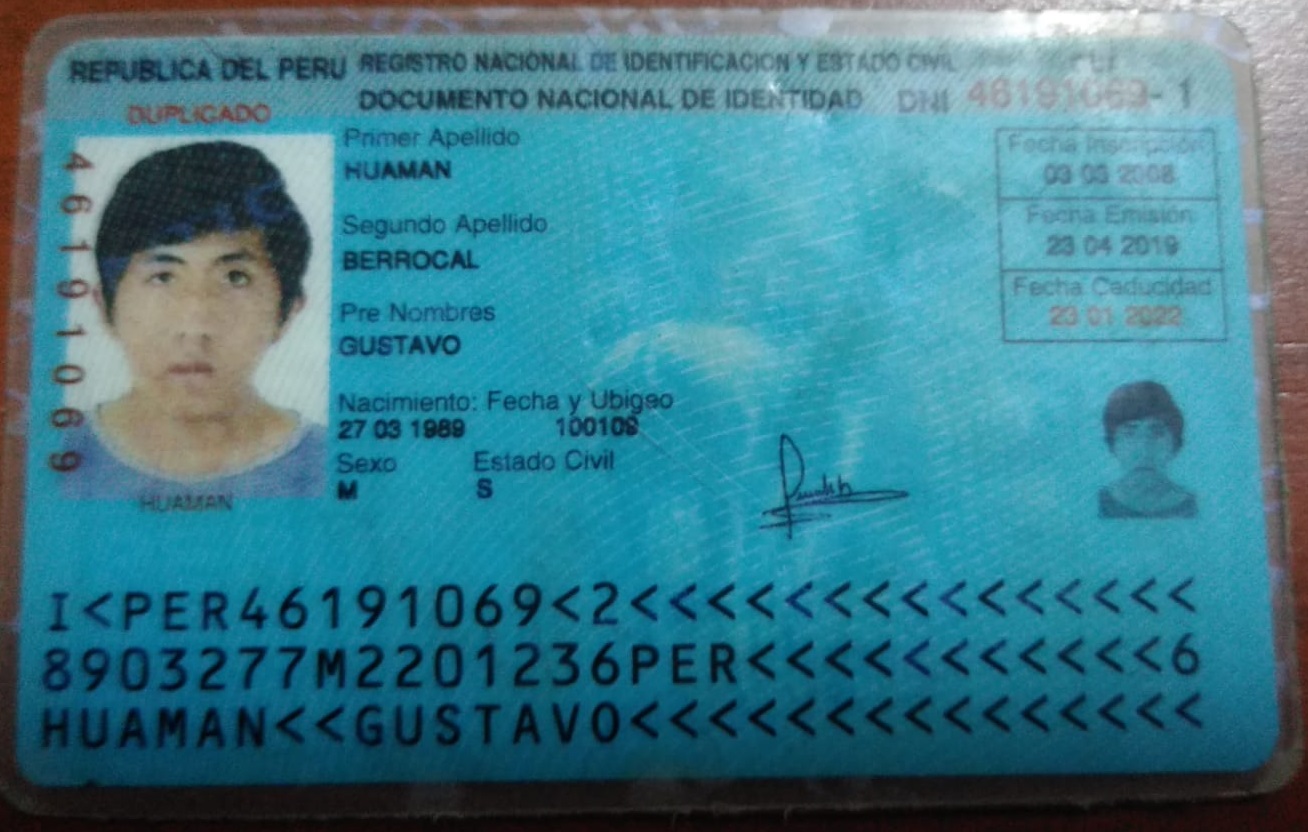 REPUBLICA DEL PERU REGISTRO NACIONAL DE IDENTIFICACION Y ESTADO CIVIL
DOCUMENTO NACIONAL DE IDENTIDAD DNI 46191069-1
DUPLICADO
46191069
Primer Apellido
HUAMAN
Segundo Apellido
BERROCAL
Pre Nombres
GUSTAVO
Nacimiento: Fecha y Ubigeo
27 03 1989 100108
Sexo Estado Civil
M S
HUAMAN
Fecha Inscripción
03 03 2008
Fecha Emisión
23 04 2019
Fecha Caducidad
23 01 2022
I<PER46191069<2<<<<<<<<<<<<<<<
8903277M2201236PER<<<<<<<<<<<6
HUAMAN<<GUSTAVO<<<<<<<<<<<<<<<